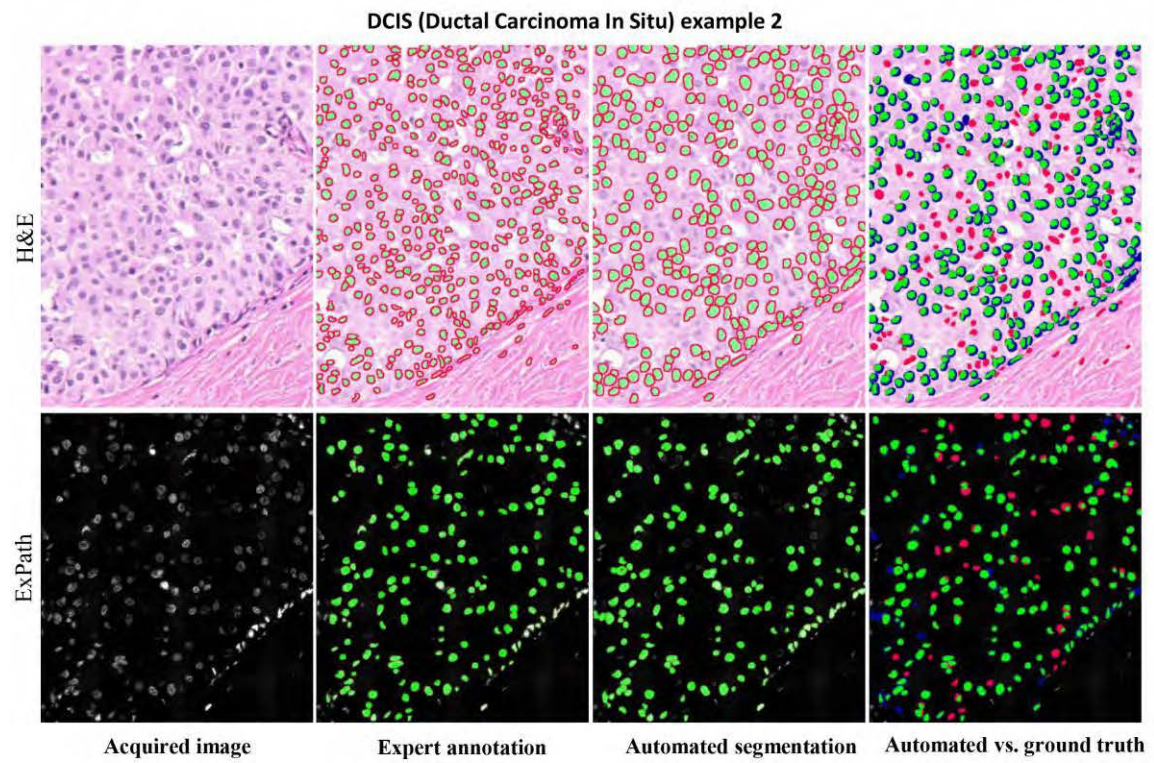 DCIS (Ductal Carcinoma In Situ) example 2
H&E
ExPath
Acquired image
Expert annotation
Automated segmentation
Automated vs. ground truth